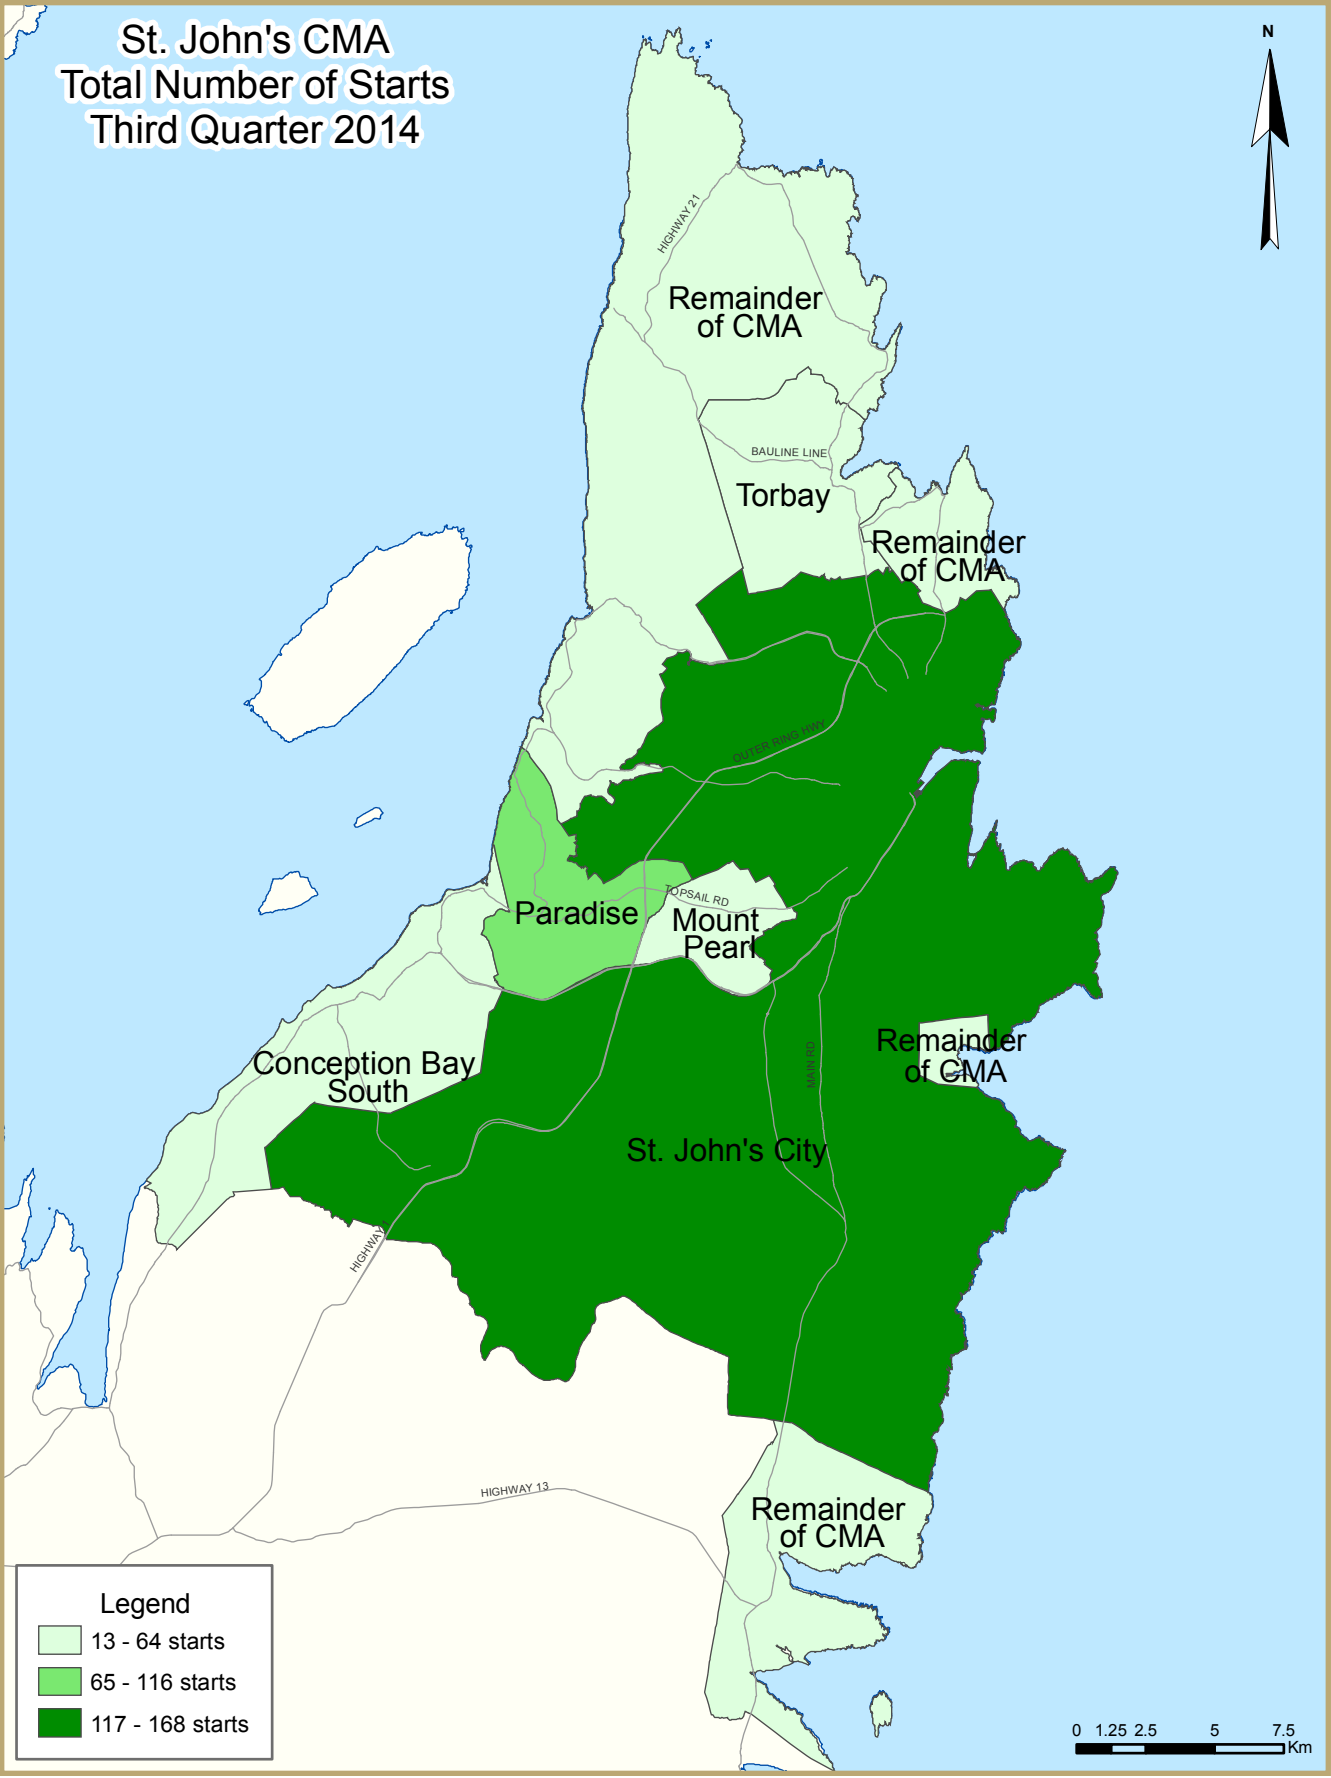 St. John's CMA
Total Number of Starts
Third Quarter 2014
N
HIGHWAY 21
Remainder
of CMA
BAULINE LINE
Torbay
Remainder
of CMA
OUTER RING HWY
TOPSAIL RD
Paradise
Mount
Pearl
Remainder
of CMA
MAIN RD
Conception Bay
South
St. John's City
HIGHWAY 1
HIGHWAY 13
Remainder
of CMA
Legend
13 - 64 starts
65 - 116 starts
117 - 168 starts
0 1.25 2.5 5 7.5
Km